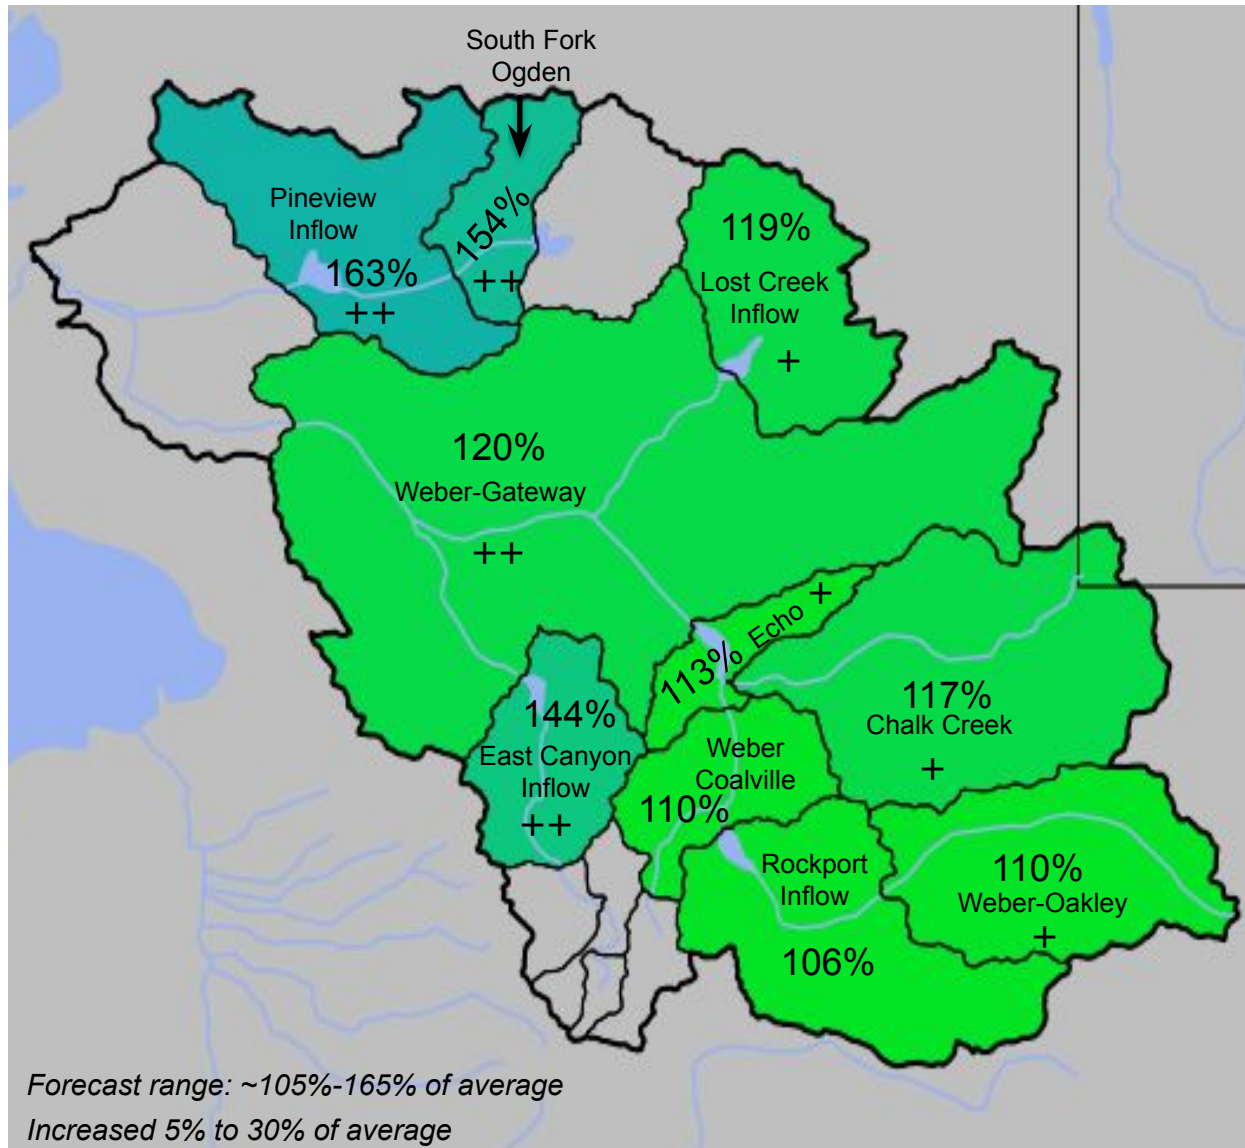 South Fork
Ogden
Pineview
Inflow
163%
++
154%
++
119%
Lost Creek
Inflow
+
120%
Weber-Gateway
++
113% Echo +
117%
Chalk Creek
+
144%
East Canyon
Inflow
++
Weber
Coalville
110%
Rockport
Inflow
106%
110%
Weber-Oakley
+
Forecast range: ~105%-165% of average
Increased 5% to 30% of average